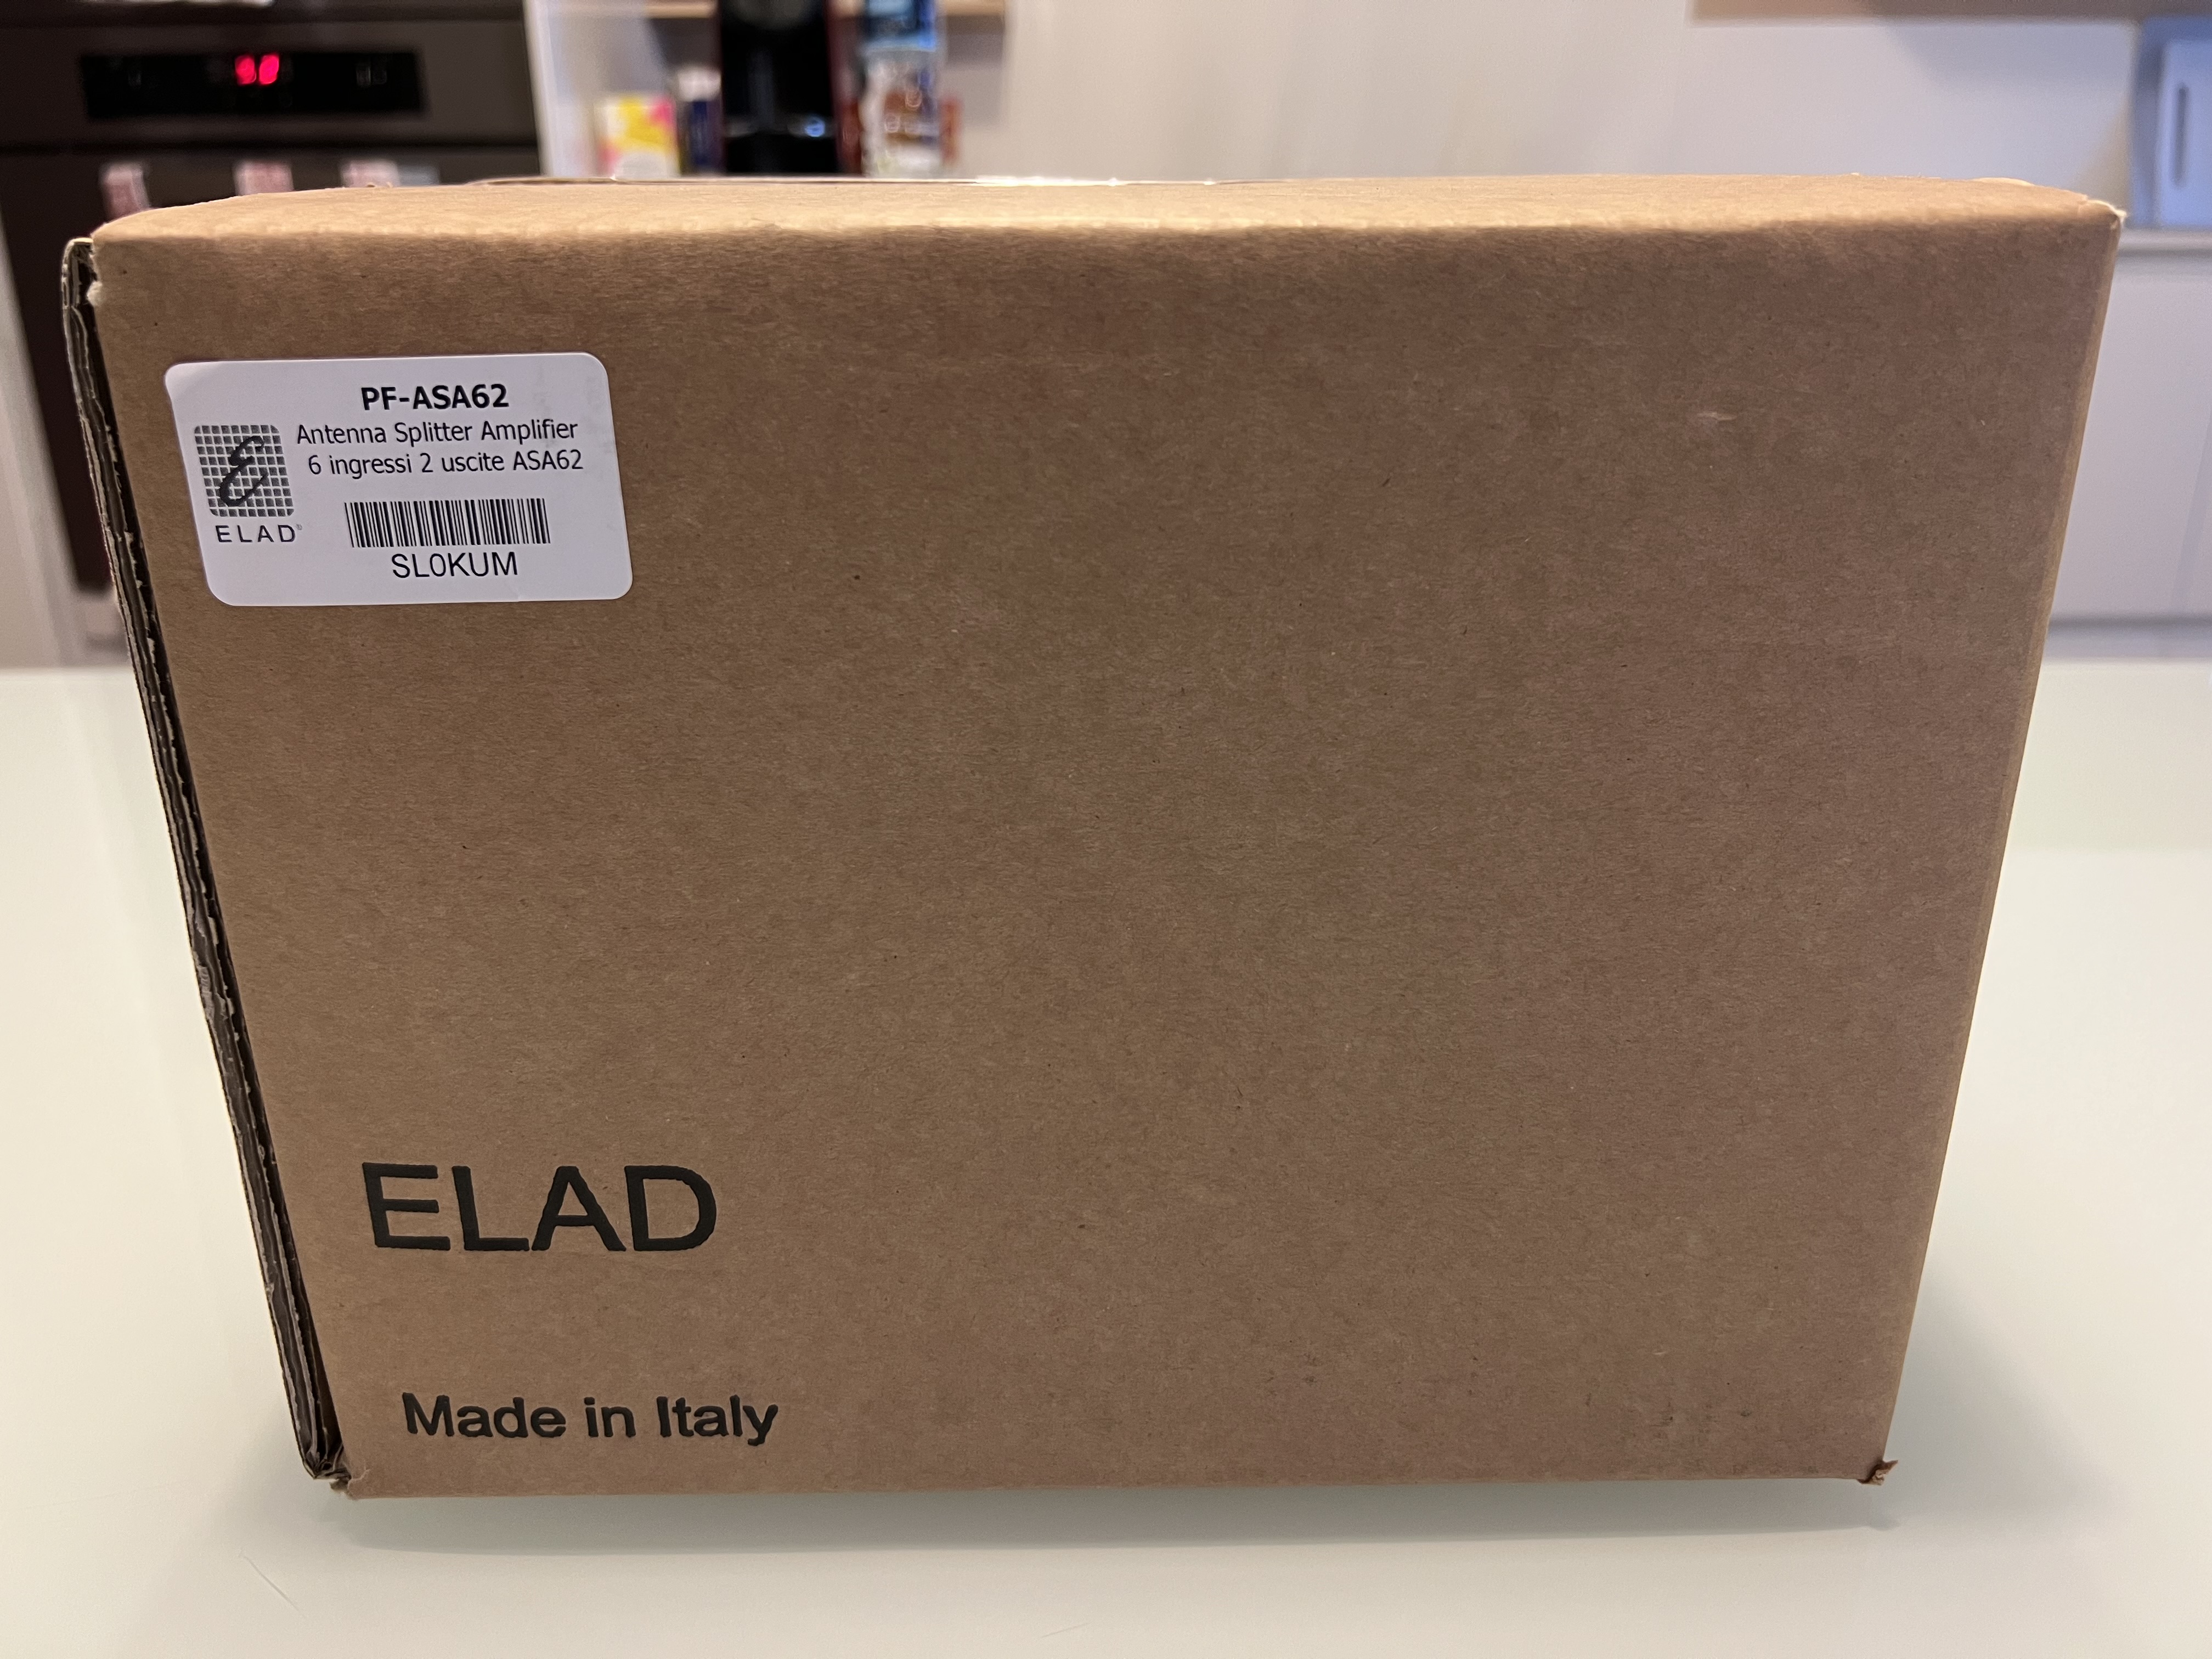 PF-ASA62
Antenna Splitter Amplifier
6 ingressi 2 uscite ASA62
ELAD®
SL0KUM
ELAD
Made in Italy